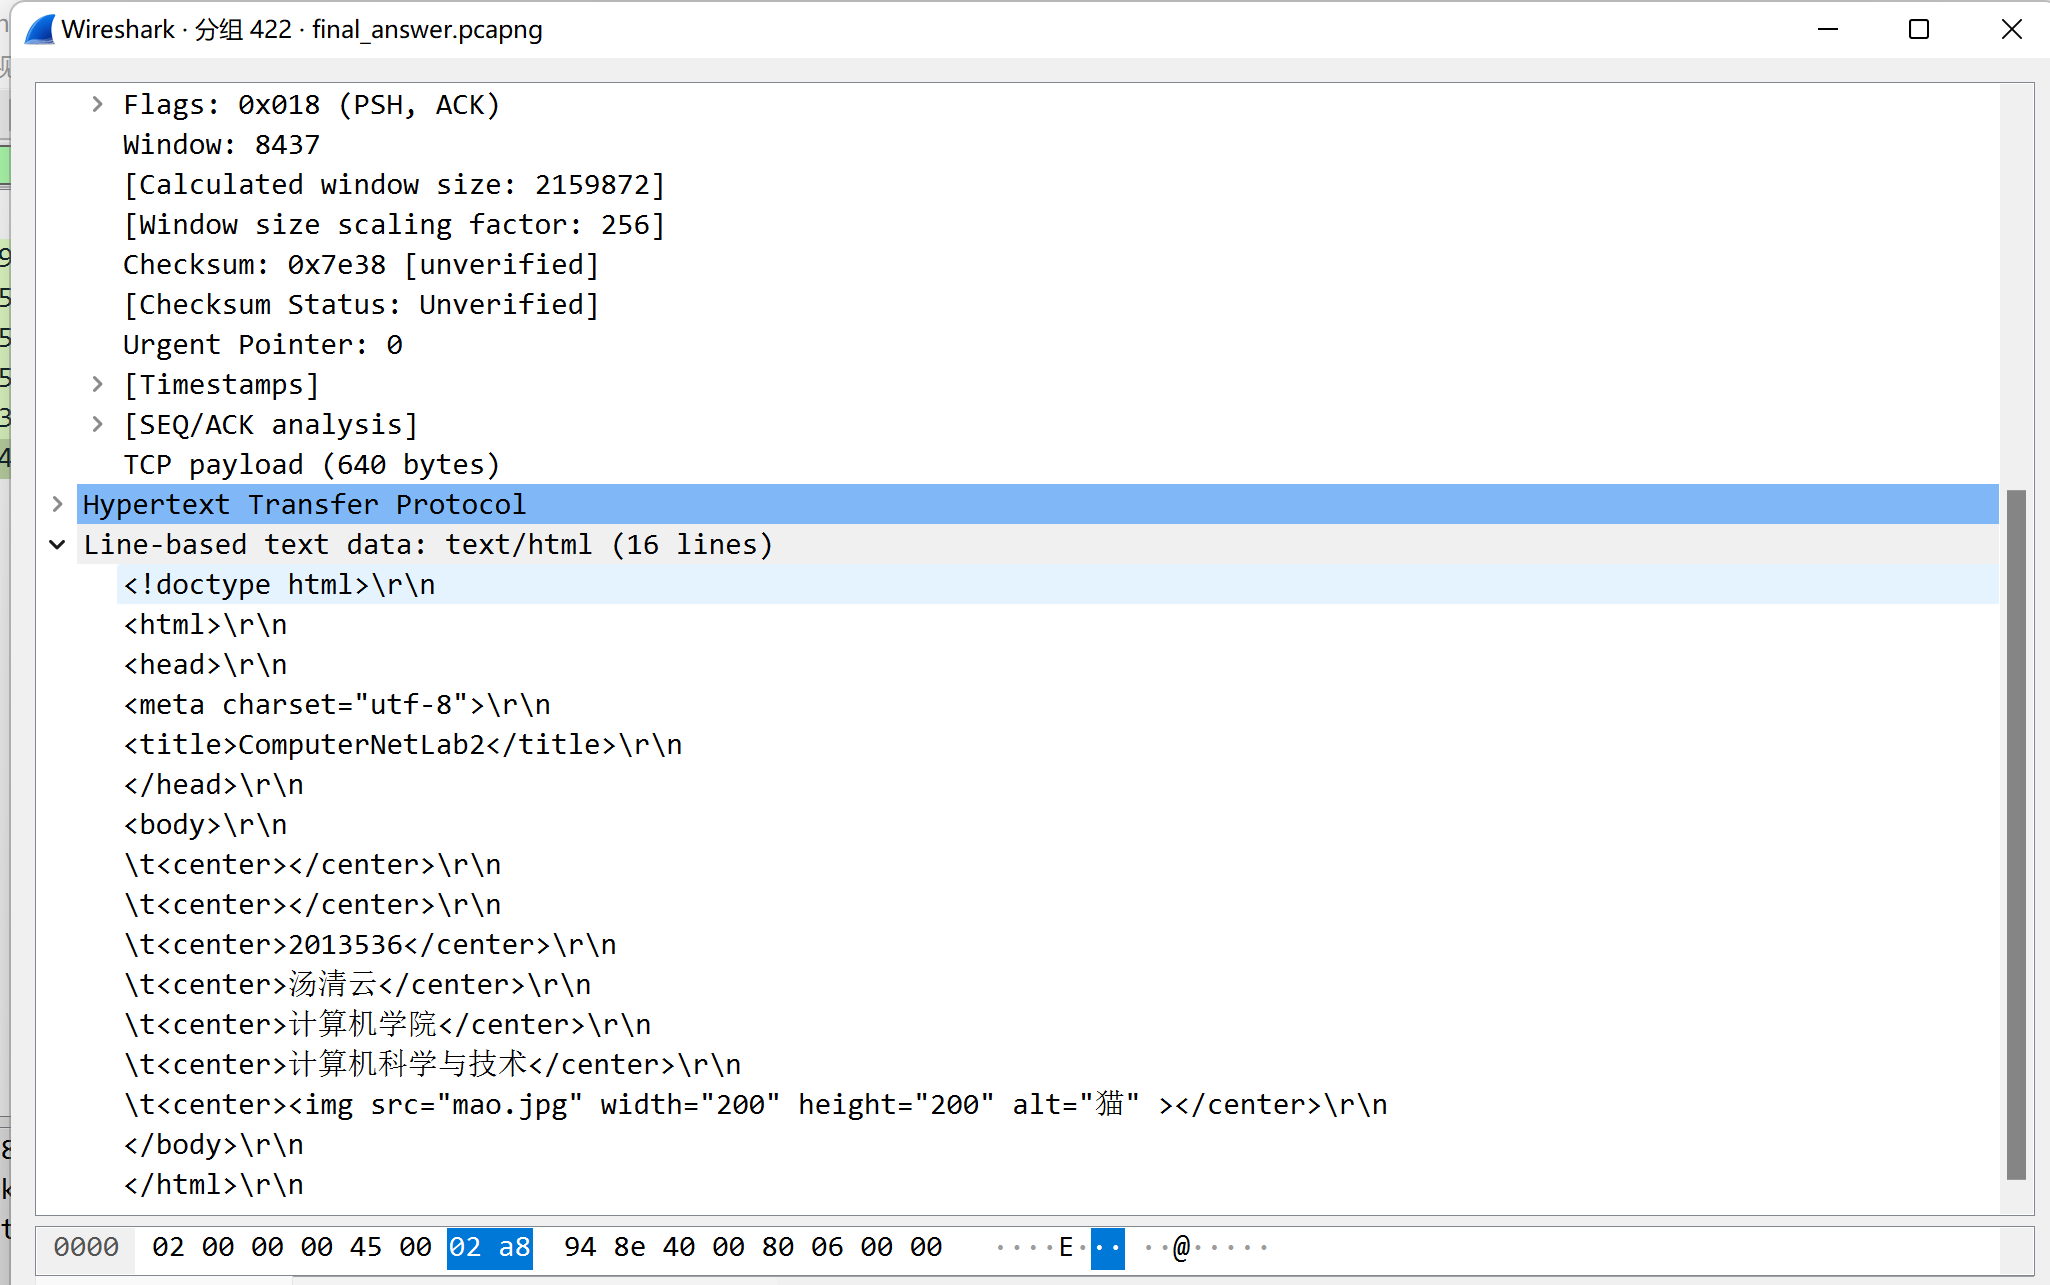 Wireshark · 分组 422 · final_answer.pcapng
Flags: 0x018 (PSH, ACK)
Window: 8437
[Calculated window size: 2159872]
[Window size scaling factor: 256]
Checksum: 0x7e38 [unverified]
[Checksum Status: Unverified]
Urgent Pointer: 0
[Timestamps]
[SEQ/ACK analysis]
TCP payload (640 bytes)
Hypertext Transfer Protocol
Line-based text data: text/html (16 lines)
<!doctype html>\r\n
<html>\r\n
<head>\r\n
<meta charset="utf-8">\r\n
<title>ComputerNetLab2</title>\r\n
</head>\r\n
<body>\r\n
\t<center></center>\r\n
\t<center></center>\r\n
\t<center>2013536</center>\r\n
\t<center>汤清云</center>\r\n
\t<center>计算机学院</center>\r\n
\t<center>计算机科学与技术</center>\r\n
\t<center><img src="mao.jpg" width="200" height="200" alt="猫" ></center>\r\n
</body>\r\n
</html>\r\n
0000 02 00 00 00 45 00 02 a8 94 8e 40 00 80 06 00 00 ····E··· ··@·····